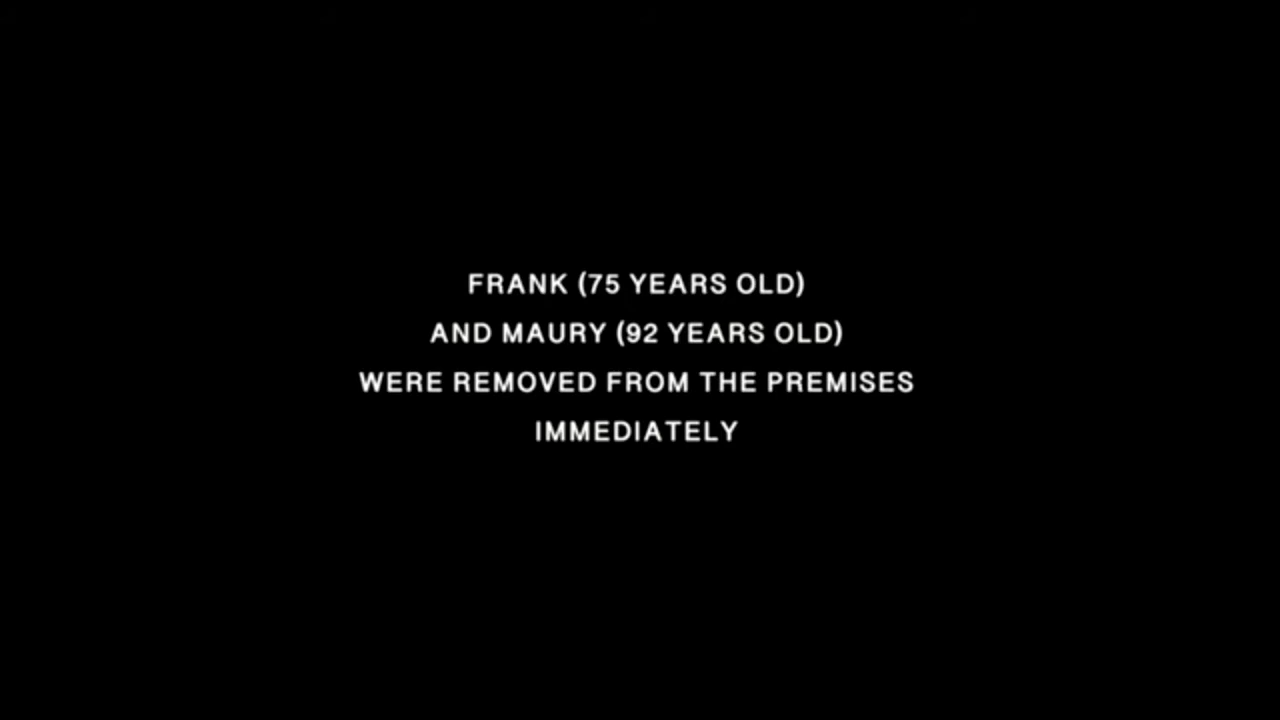 FRANK (75 YEARS OLD)
AND MAURY (92 YEARS OLD)
WERE REMOVED FROM THE PREMISES
IMMEDIATELY